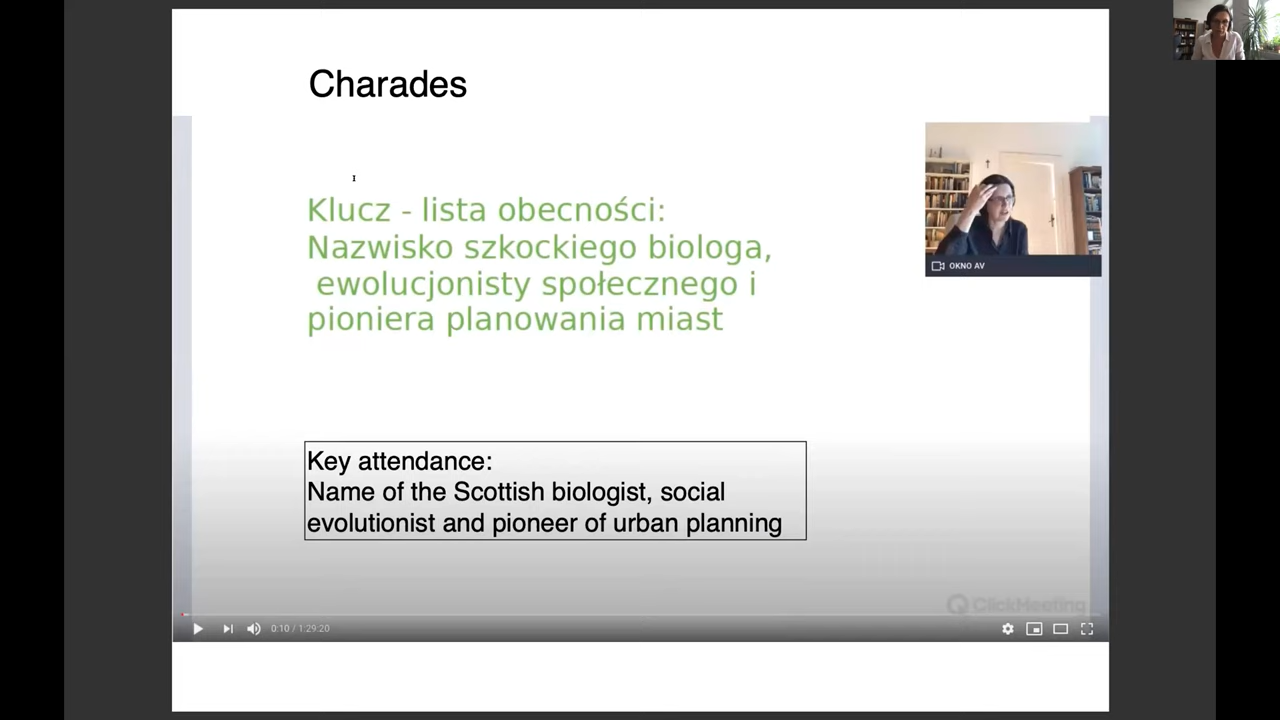 Charades
Klucz - lista obecności:
Nazwisko szkockiego biologa,
ewolucjonisty społecznego i
pioniera planowania miast
OKNO AV
Key attendance:
Name of the Scottish biologist, social
evolutionist and pioneer of urban planning
ClickMeeting
0:10 / 1:29:20